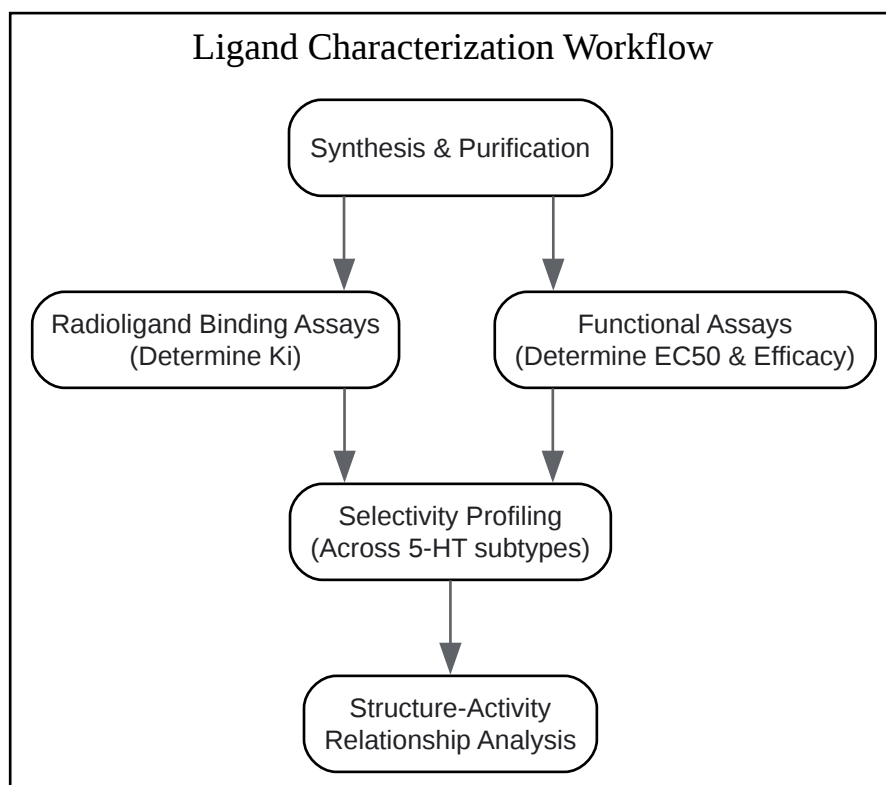 Ligand Characterization Workflow
Synthesis & Purification
Radioligand Binding Assays
(Determine Ki)
Functional Assays
(Determine EC50 & Efficacy)
Selectivity Profiling
(Across 5-HT subtypes)
Structure-Activity
Relationship Analysis